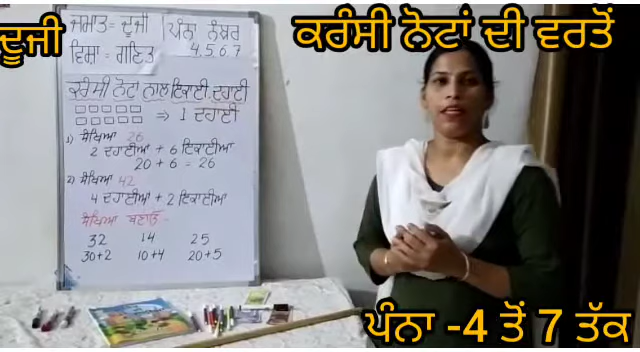 ਦੂਜੀ
ਕਰੰਸੀ ਨੋਟਾਂ ਦੀ ਵਰਤੋਂ
ਜਮਾਤ = ਦੂਜੀ | ਪੰਨਾ ਨੰਬਰ
ਵਿਸ਼ਾ = ਗਣਿਤ 4,5,6,7
ਕਰੰਸੀ ਨੋਟਾਂ ਨਾਲ ਇਕਾਈ ਦਹਾਈ
⇒ 1 ਦਹਾਈ
1) ਸੰਖਿਆ 26
2 ਦਹਾਈਆਂ + 6 ਇਕਾਈਆਂ
20 + 6 = 26
2) ਸੰਖਿਆ 42
4 ਦਹਾਈਆਂ + 2 ਇਕਾਈਆਂ
ਸੰਖਿਆ ਬਣਾਓ -
32 14 25
30+2 10+4 20+5
ਪੰਨਾ -4 ਤੋਂ 7 ਤੱਕ